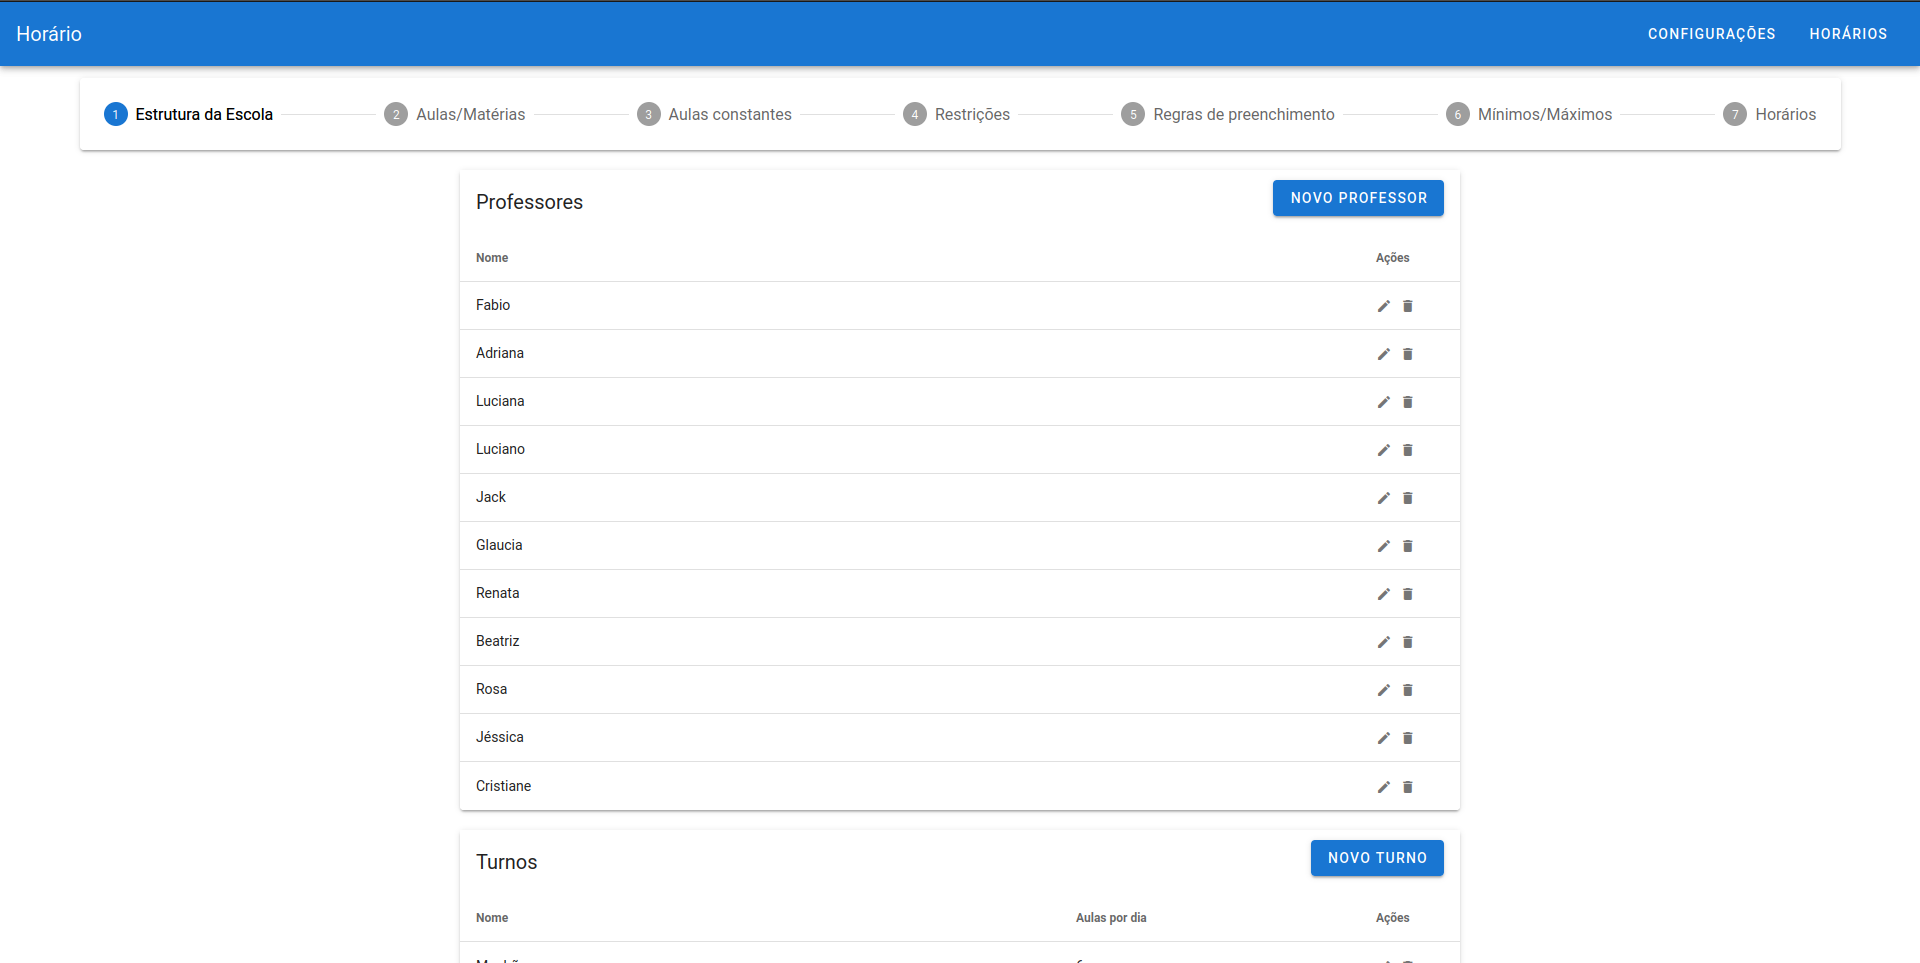 Horário CONFIGURAÇÕES HORÁRIOS
1 Estrutura da Escola 2 Aulas/Matérias 3 Aulas constantes 4 Restrições 5 Regras de preenchimento 6 Mínimos/Máximos 7 Horários
Professores NOVO PROFESSOR
Nome Ações
Fabio
Adriana
Luciana
Luciano
Jack
Glaucia
Renata
Beatriz
Rosa
Jéssica
Cristiane
Turnos NOVO TURNO
Nome Aulas por dia Ações